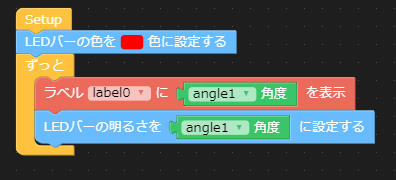 Setup
LEDバーの色を 色に設定する
ずっと
ラベル label0 に angle1 角度 を表示
LEDバーの明るさを angle1 角度 に設定する